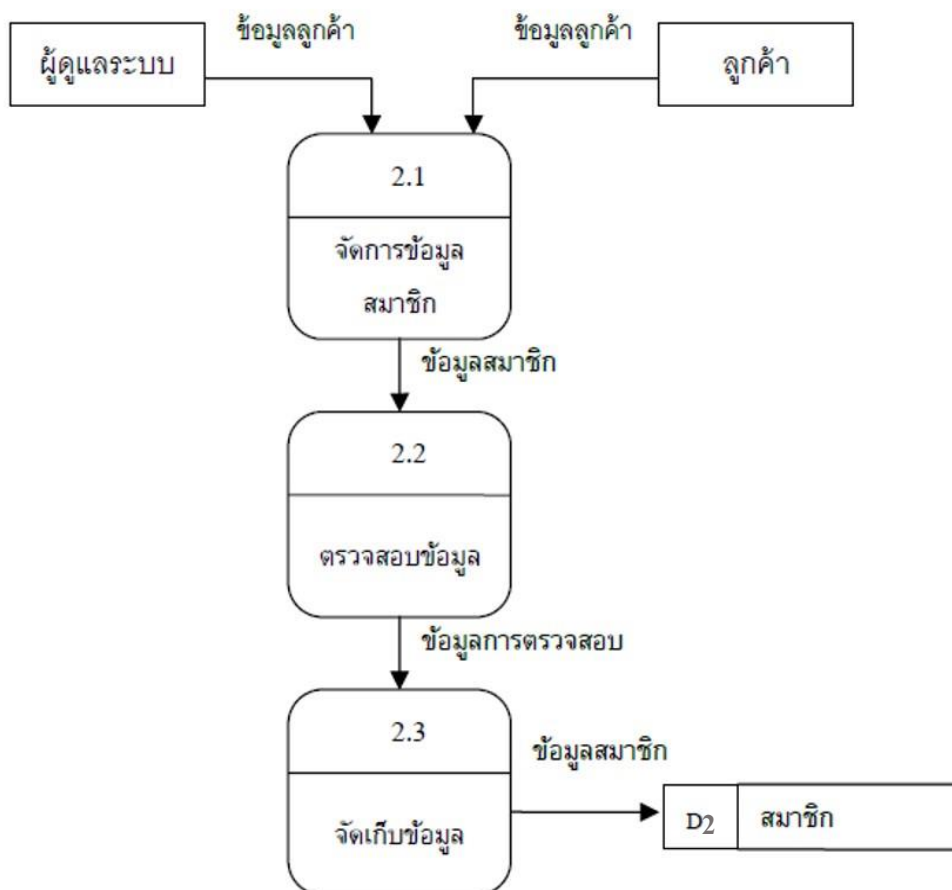 ข้อมูลลูกค้า
ข้อมูลลูกค้า
ผู้ดูแลระบบ
ลูกค้า
2.1
จัดการข้อมูล
สมาชิก
ข้อมูลสมาชิก
2.2
ตรวจสอบข้อมูล
ข้อมูลการตรวจสอบ
2.3
ข้อมูลสมาชิก
จัดเก็บข้อมูล
D2
สมาชิก